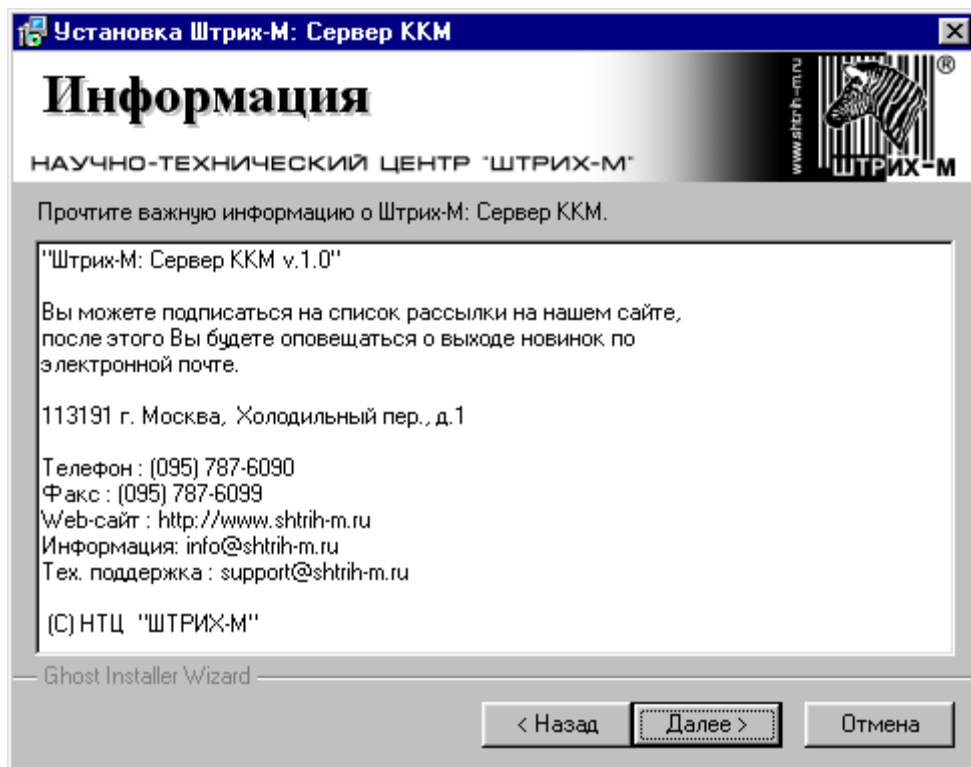 Установка Штрих-М: Сервер ККМ
Информация
www.shtrih-m.ru
®
ШТРИХ-М
НАУЧНО-ТЕХНИЧЕСКИЙ ЦЕНТР "ШТРИХ-М"
Прочтите важную информацию о Штрих-М: Сервер ККМ.
"Штрих-М: Сервер ККМ v.1.0"
Вы можете подписаться на список рассылки на нашем сайте,
после этого Вы будете оповещаться о выходе новинок по
электронной почте.
113191 г. Москва, Холодильный пер., д.1
Телефон : (095) 787-6090
Факс : (095) 787-6099
Web-сайт : http://www.shtrih-m.ru
Информация: info@shtrih-m.ru
Тех. поддержка : support@shtrih-m.ru
(С) НТЦ "ШТРИХ-М"
Ghost Installer Wizard
< Назад
Далее >
Отмена